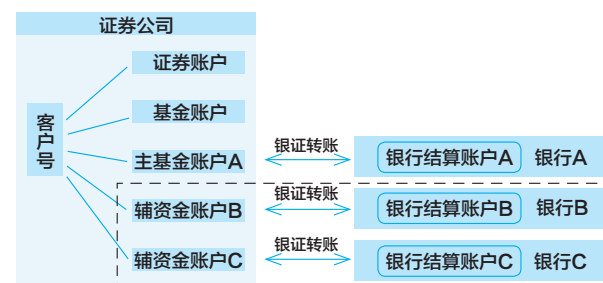 证券公司
证券账户
基金账户
客户号
主基金账户A
银证转账
银行结算账户A 银行A
辅资金账户B
银证转账
银行结算账户B 银行B
辅资金账户C
银证转账
银行结算账户C 银行C